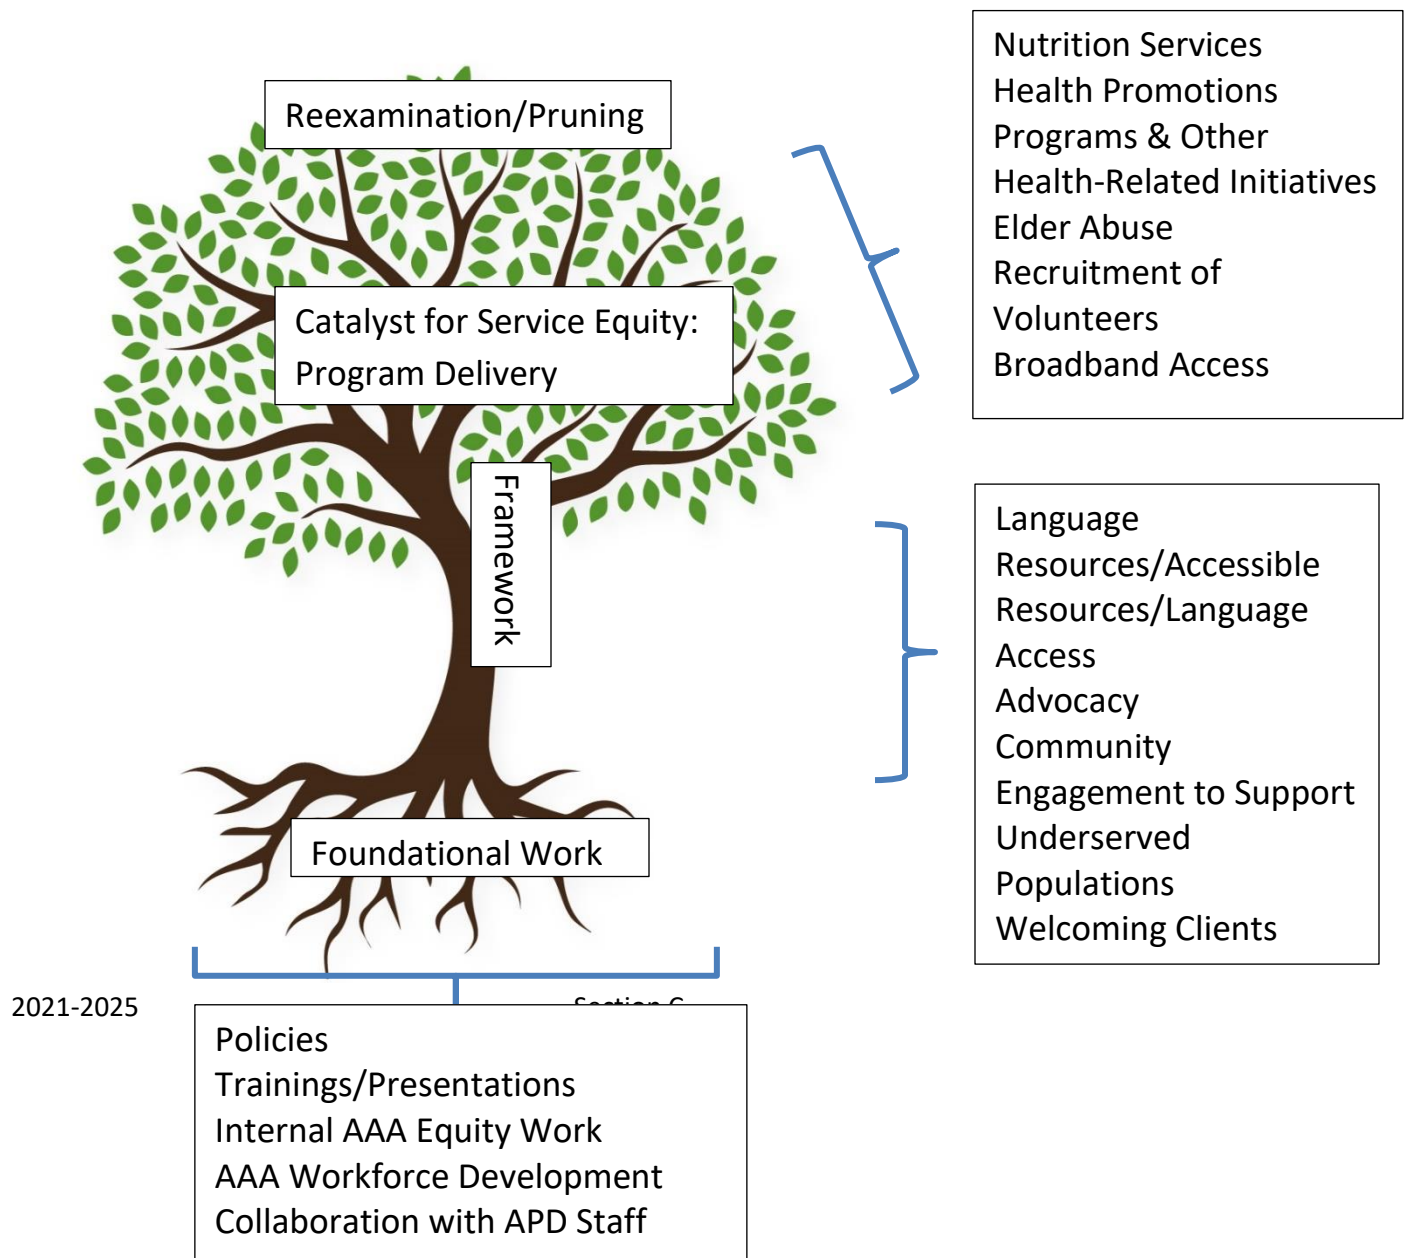 Reexamination/Pruning
Catalyst for Service Equity:
Program Delivery
Framework
Foundational Work
Nutrition Services
Health Promotions
Programs & Other
Health-Related Initiatives
Elder Abuse
Recruitment of
Volunteers
Broadband Access
Language
Resources/Accessible
Resources/Language
Access
Advocacy
Community
Engagement to Support
Underserved
Populations
Welcoming Clients
2021-2025
Section C
Policies
Trainings/Presentations
Internal AAA Equity Work
AAA Workforce Development
Collaboration with APD Staff